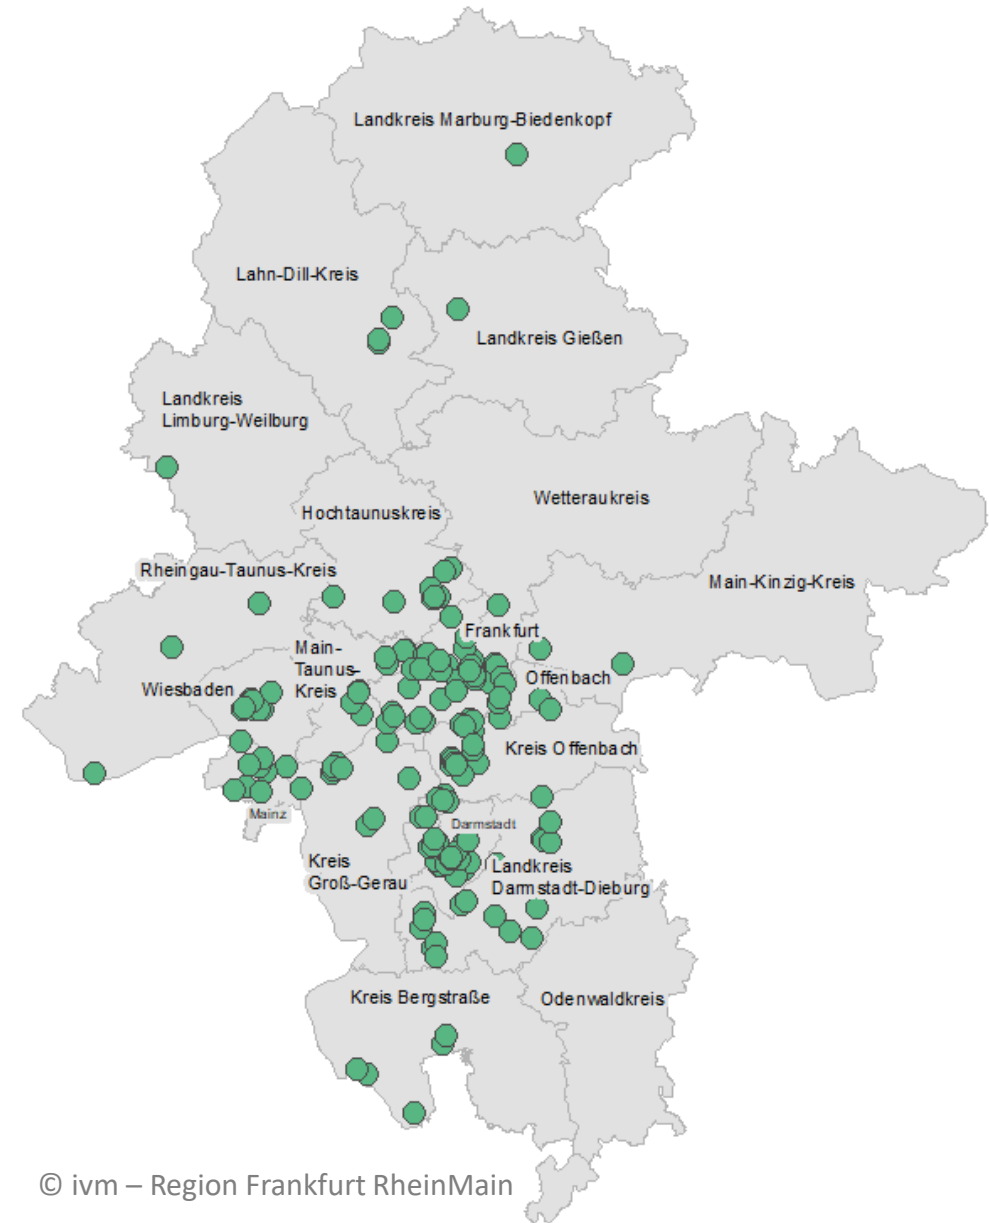 Landkreis Marburg-Biedenkopf
Lahn-Dill-Kreis
Landkreis Gießen
Landkreis
Limburg-Weilburg
Wetteraukreis
Hochtaunuskreis
Rheingau-Taunus-Kreis
Main-Kinzig-Kreis
Frankfurt
Main-
Taunus-
Kreis
Offenbach
Wiesbaden
Kreis Offenbach
Mainz
Darmstadt
Kreis
Groß-Gerau
Landkreis
Darmstadt-Dieburg
Kreis Bergstraße
Odenwaldkreis
© ivm – Region Frankfurt RheinMain